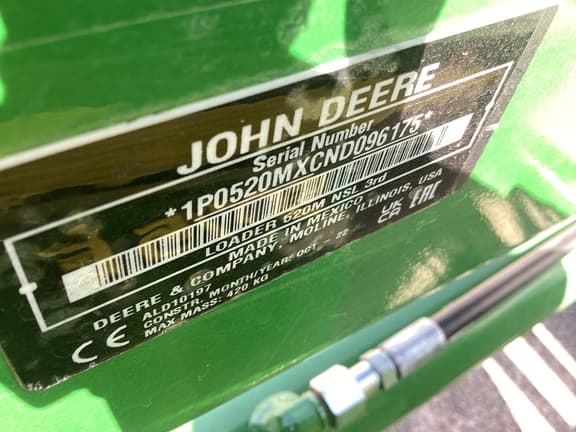 JOHN DEERE
Serial Number
*1P0520MXCND096175*
LOADER 520M NSL 3rd
MADE IN MEXICO
DEERE & COMPANY, MOLINE, ILLINOIS, USA
ALD10197
CONSTR. MONTH/YEAR: OCT - 22
MAX MASS: 420 KG
CE
UK CA
EAC